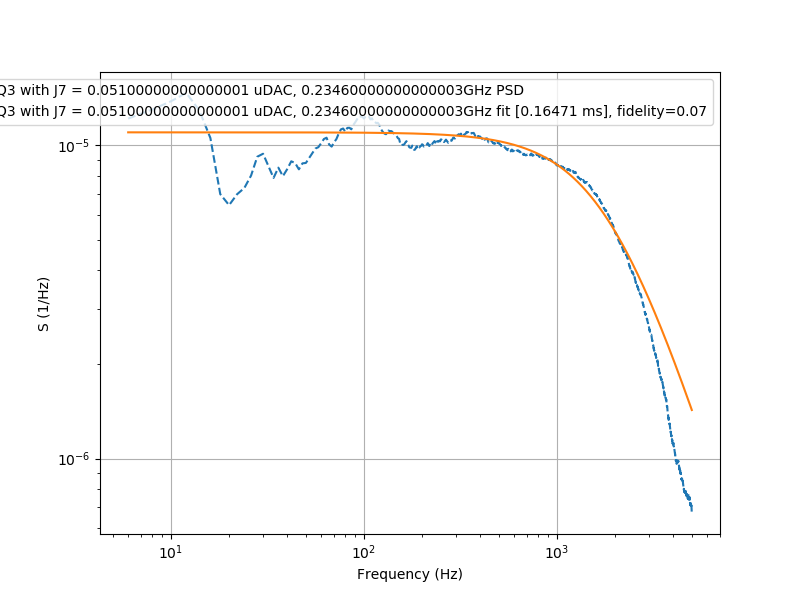 Q3 with J7 = 0.05100000000000001 uDAC, 0.23460000000000003GHz PSD
Q3 with J7 = 0.05100000000000001 uDAC, 0.23460000000000003GHz fit [0.16471 ms], fidelity=0.07
10⁻⁵
10⁻⁶
S (1/Hz)
10¹ 10² 10³
Frequency (Hz)